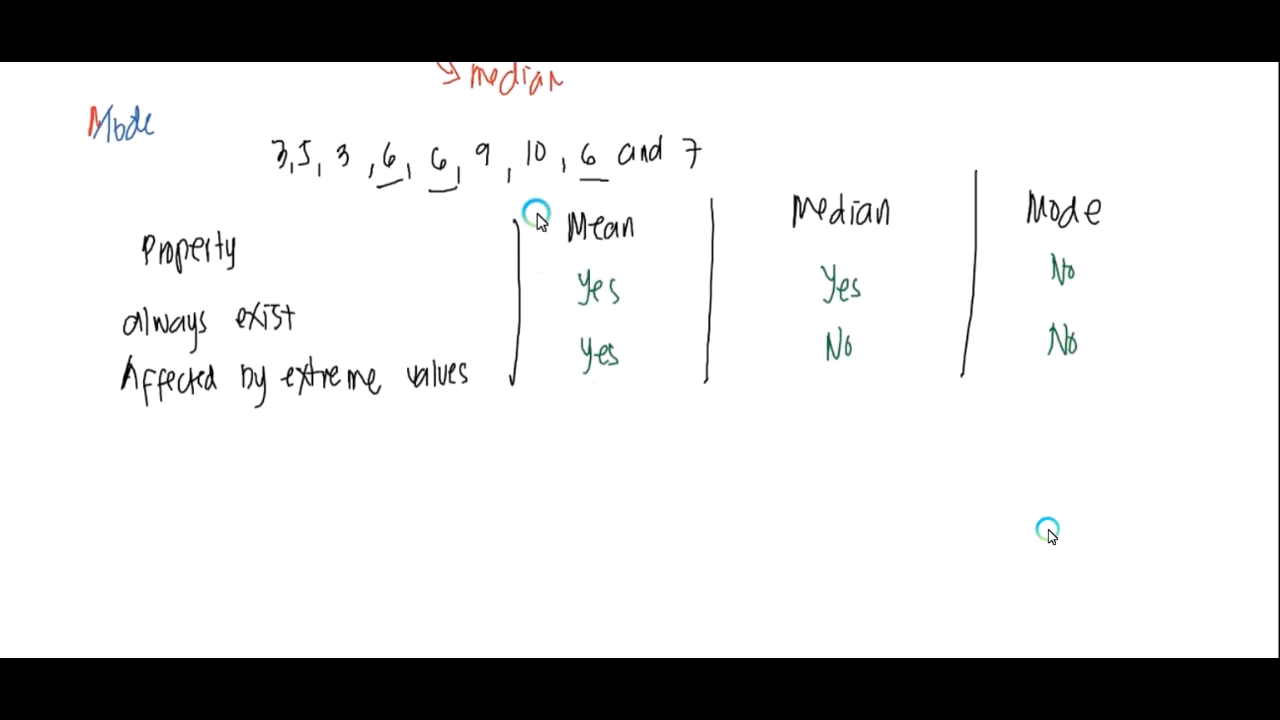 median
Mode
3, 5, 3, 6, 6, 9, 10, 6 and 7
Property Mean Median Mode
always exist Yes Yes No
Affected by extreme values Yes No No